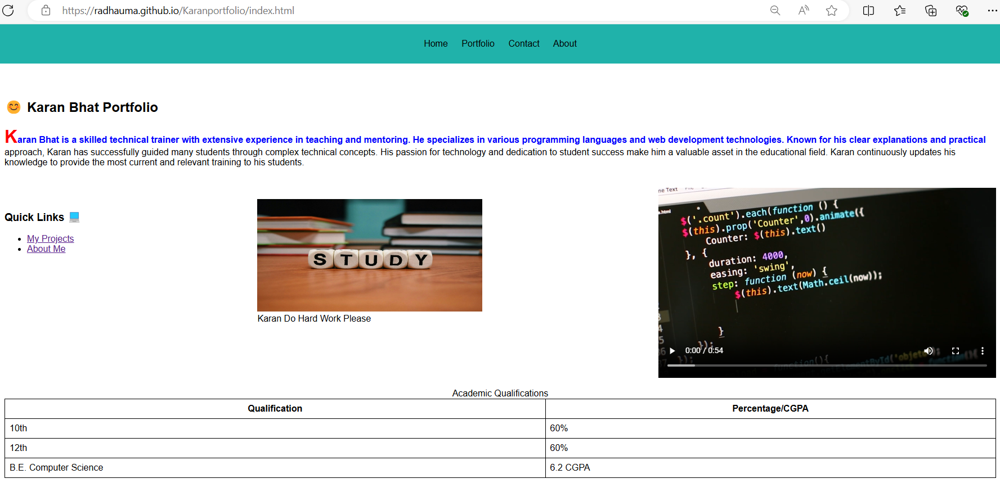 https://radhauma.github.io/Karanportfolio/index.html
Home Portfolio Contact About
😊 Karan Bhat Portfolio
Karan Bhat is a skilled technical trainer with extensive experience in teaching and mentoring. He specializes in various programming languages and web development technologies. Known for his clear explanations and practical
approach, Karan has successfully guided many students through complex technical concepts. His passion for technology and dedication to student success make him a valuable asset in the educational field. Karan continuously updates his
knowledge to provide the most current and relevant training to his students.
Quick Links 💻
• My Projects
• About Me
STUDY
Karan Do Hard Work Please
ne Text
.html
$('.count').each(function () {
$(this).prop('Counter',0).animate({
Counter: $(this).text()
}, {
duration: 4000,
easing: 'swing',
step: function (now) {
$(this).text(Math.ceil(now));
}
});
0:00 / 0:54
});
Academic Qualifications
Qualification Percentage/CGPA
10th 60%
12th 60%
B.E. Computer Science 6.2 CGPA